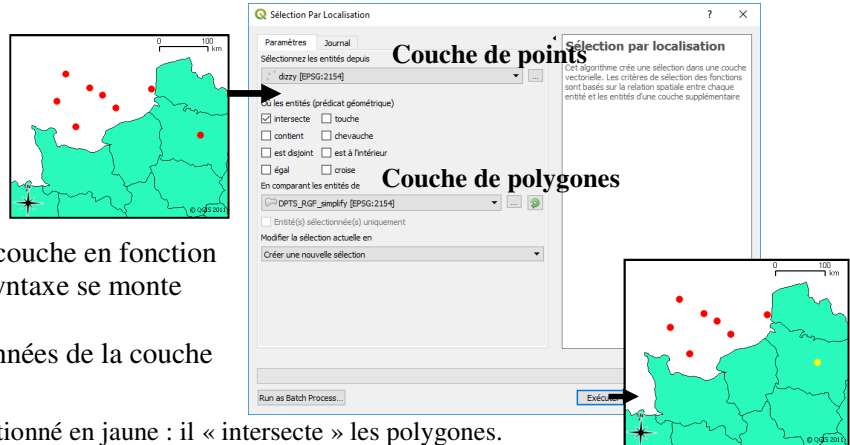 Sélection Par Localisation
? ×
Paramètres Journal
Sélectionnez les entités depuis
Couche de points
dizzy [EPSG:2154]
...
Où les entités (prédicat géométrique)
intersecte touche
contient chevauche
est disjoint est à l'intérieur
égal croise
En comparant les entités de
Couche de polygones
DPTS_RGF_simplify [EPSG:2154]
...
Entité(s) sélectionnée(s) uniquement
Modifier la sélection actuelle en
Créer une nouvelle sélection
Run as Batch Process...
Exécuter
Sélection par localisation
Cet algorithme crée une sélection dans une couche
vectorielle. Les critères de sélection des fonctions
sont basés sur la relation spatiale entre chaque
entité et les entités d'une couche supplémentaire
0 100
km
N
© QGIS 2011
couche en fonction
yntaxe se monte
nnées de la couche
tionné en jaune : il « intersecte » les polygones.
0 100
km
N
© QGIS 2011